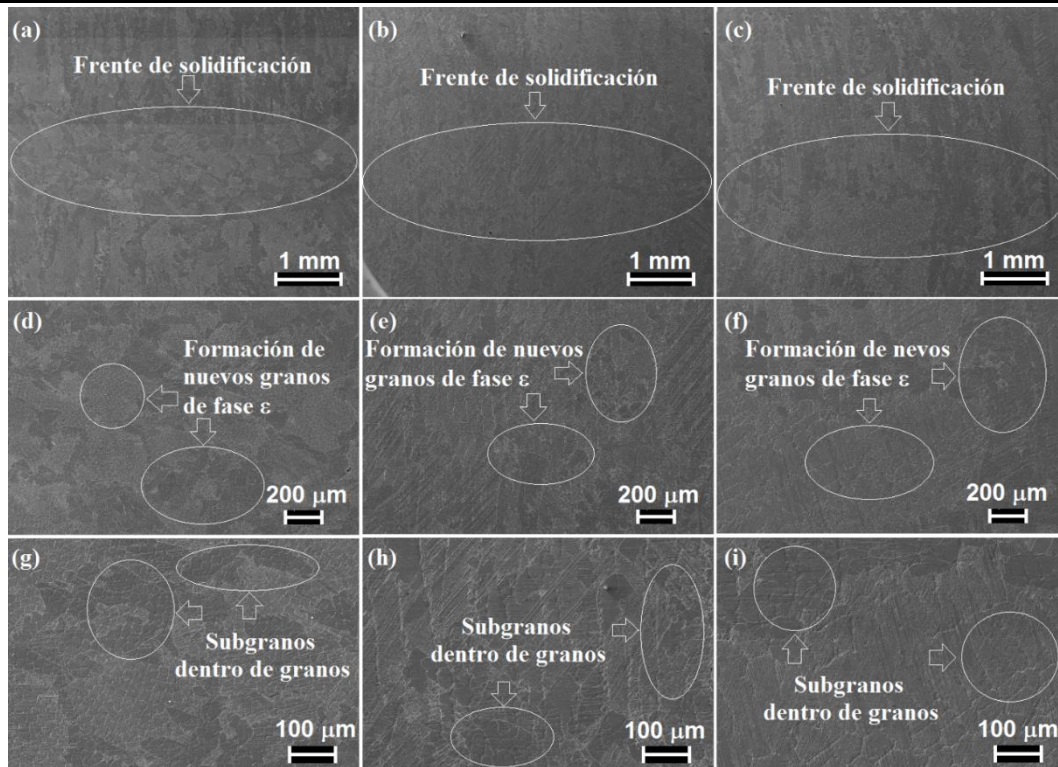 (a)
Frente de solidificación
1 mm
(b)
Frente de solidificación
1 mm
(c)
Frente de solidificación
1 mm
(d)
Formación de
nuevos granos
de fase ε
200 μm
(e)
Formación de nuevos
granos de fase ε
200 μm
(f)
Formación de nevos
granos de fase ε
200 μm
(g)
Subgranos
dentro de granos
100 μm
(h)
Subgranos
dentro de granos
100 μm
(i)
Subgranos
dentro de granos
100 μm